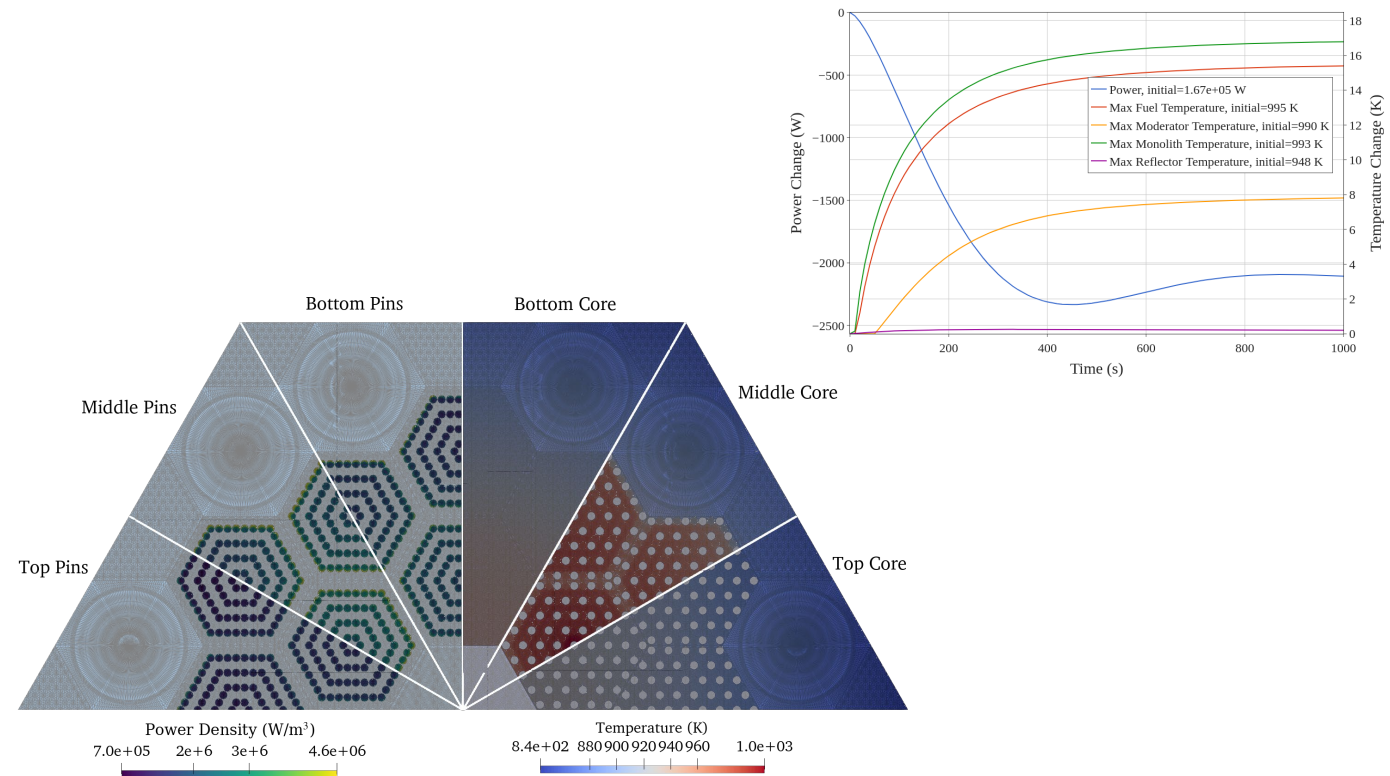 0
−500
−1000
−1500
−2000
−2500
Power Change (W)
18
16
14
12
10
8
6
4
2
0
Temperature Change (K)
Power, initial=1.67e+05 W
Max Fuel Temperature, initial=995 K
Max Moderator Temperature, initial=990 K
Max Monolith Temperature, initial=993 K
Max Reflector Temperature, initial=948 K
0 200 400 600 800 1000
Time (s)
Bottom Pins Bottom Core
Middle Pins Middle Core
Top Pins Top Core
Power Density (W/m³)
7.0e+05 2e+6 3e+6 4.6e+06
Temperature (K)
8.4e+02 880 900 920 940 960 1.0e+03